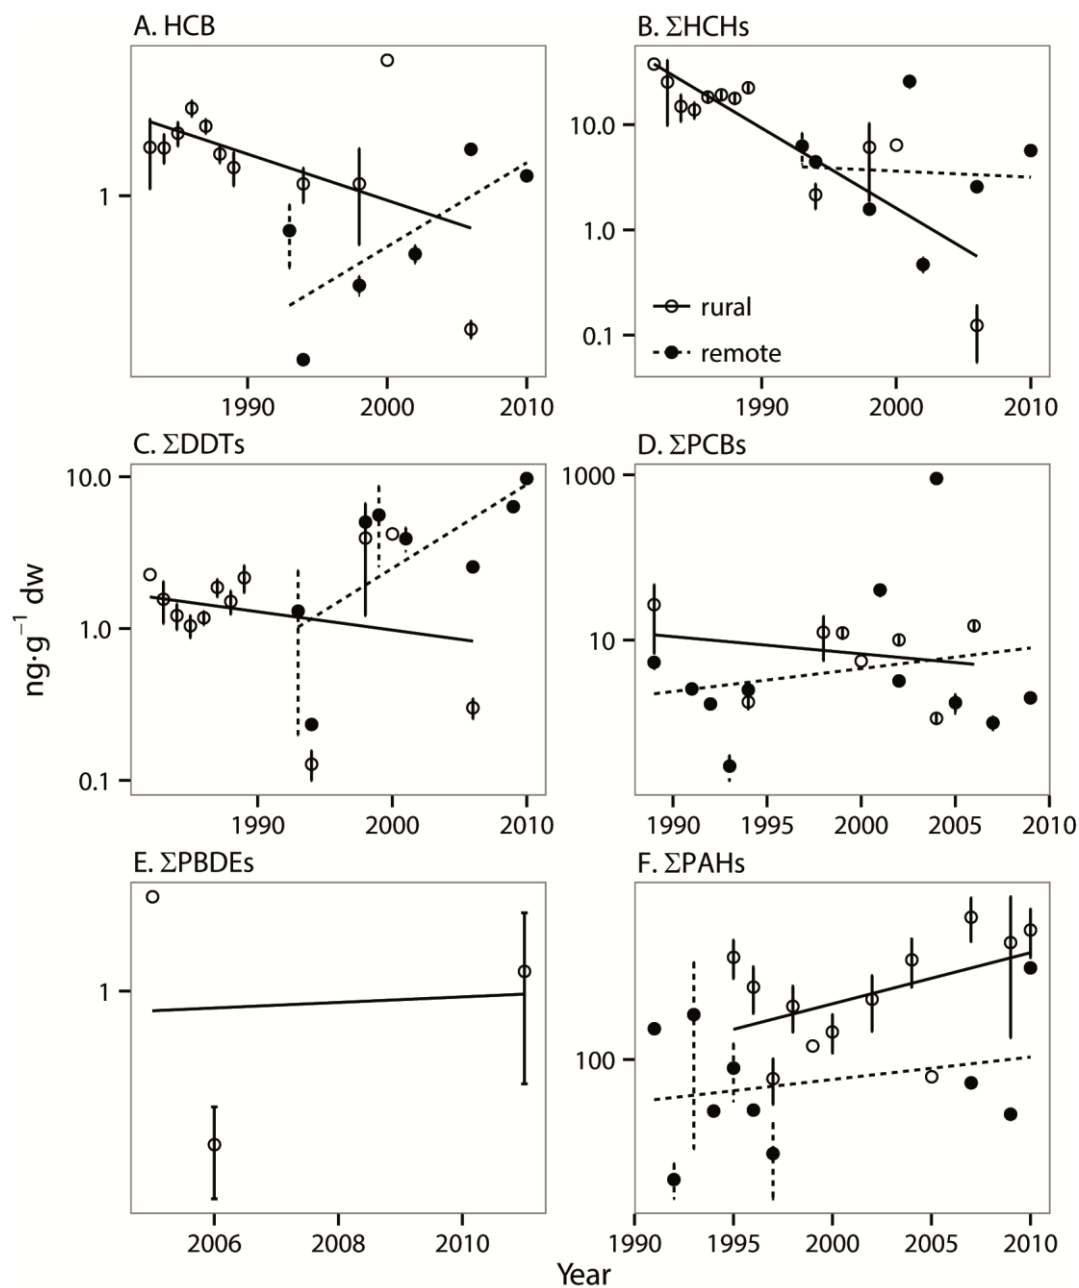 A. HCB
B. ΣHCHs
1
1990 2000 2010
10.0
1.0
0.1
rural
remote
1990 2000 2010
C. ΣDDTs
D. ΣPCBs
ng·g⁻¹ dw
10.0
1.0
0.1
1990 2000 2010
1000
10
1990 1995 2000 2005 2010
E. ΣPBDEs
F. ΣPAHs
1
2006 2008 2010
100
1990 1995 2000 2005 2010
Year